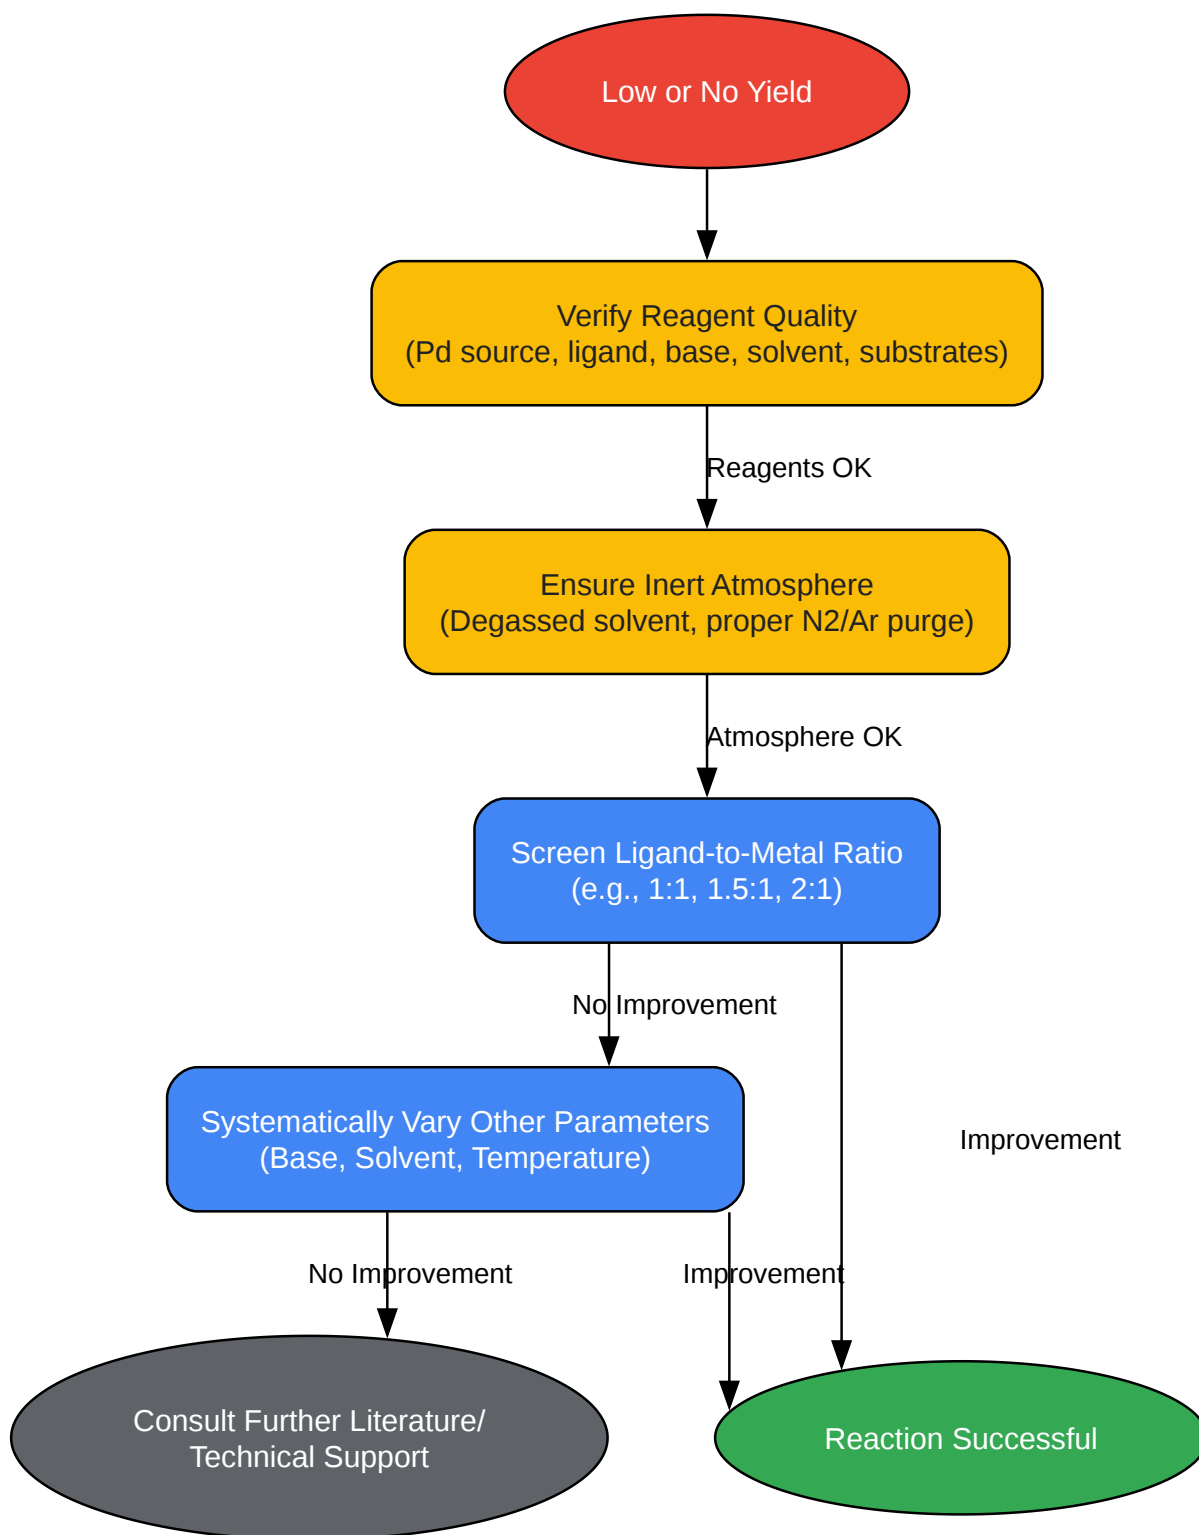 Low or No Yield
Verify Reagent Quality
(Pd source, ligand, base, solvent, substrates)
Reagents OK
Ensure Inert Atmosphere
(Degassed solvent, proper N2/Ar purge)
Atmosphere OK
Screen Ligand-to-Metal Ratio
(e.g., 1:1, 1.5:1, 2:1)
No Improvement
Systematically Vary Other Parameters
(Base, Solvent, Temperature)
Improvement
No Improvement
Improvement
Consult Further Literature/
Technical Support
Reaction Successful